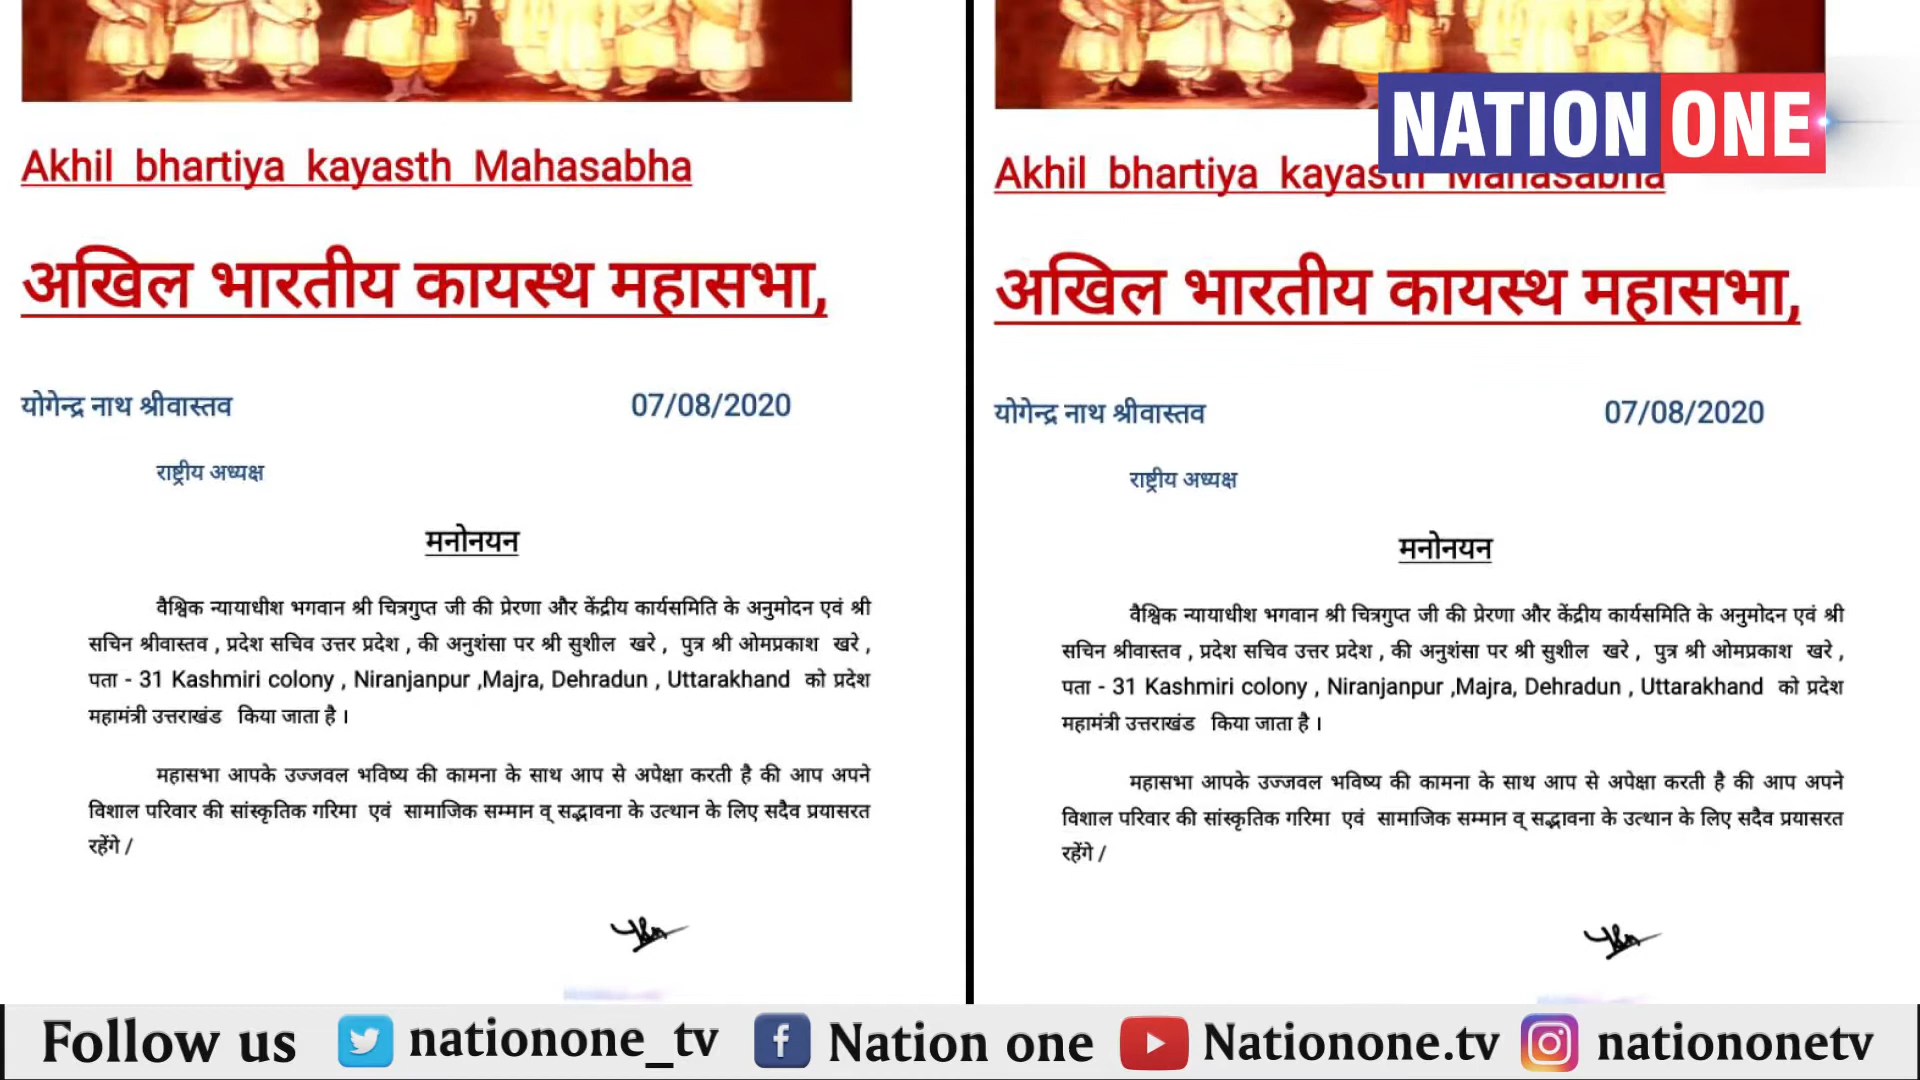 Akhil bhartiya kayasth Mahasabha
अखिल भारतीय कायस्थ महासभा,
योगेन्द्र नाथ श्रीवास्तव 07/08/2020
राष्ट्रीय अध्यक्ष
मनोनयन
वैश्विक न्यायाधीश भगवान श्री चित्रगुप्त जी की प्रेरणा और केंद्रीय कार्यसमिति के अनुमोदन एवं श्री
सचिन श्रीवास्तव , प्रदेश सचिव उत्तर प्रदेश , की अनुशंसा पर श्री सुशील खरे , पुत्र श्री ओमप्रकाश खरे ,
पता - 31 Kashmiri colony , Niranjanpur ,Majra, Dehradun , Uttarakhand को प्रदेश
महामंत्री उत्तराखंड किया जाता है ।
महासभा आपके उज्जवल भविष्य की कामना के साथ आप से अपेक्षा करती है की आप अपने
विशाल परिवार की सांस्कृतिक गरिमा एवं सामाजिक सम्मान व् सद्भावना के उत्थान के लिए सदैव प्रयासरत
रहेंगे /
NATION ONE
Akhil bhartiya kayasth Mahasabha
अखिल भारतीय कायस्थ महासभा,
योगेन्द्र नाथ श्रीवास्तव 07/08/2020
राष्ट्रीय अध्यक्ष
मनोनयन
वैश्विक न्यायाधीश भगवान श्री चित्रगुप्त जी की प्रेरणा और केंद्रीय कार्यसमिति के अनुमोदन एवं श्री
सचिन श्रीवास्तव , प्रदेश सचिव उत्तर प्रदेश , की अनुशंसा पर श्री सुशील खरे , पुत्र श्री ओमप्रकाश खरे ,
पता - 31 Kashmiri colony , Niranjanpur ,Majra, Dehradun , Uttarakhand को प्रदेश
महामंत्री उत्तराखंड किया जाता है ।
महासभा आपके उज्जवल भविष्य की कामना के साथ आप से अपेक्षा करती है की आप अपने
विशाल परिवार की सांस्कृतिक गरिमा एवं सामाजिक सम्मान व् सद्भावना के उत्थान के लिए सदैव प्रयासरत
रहेंगे /
Follow us nationone_tv Nation one Nationone.tv nationonetv